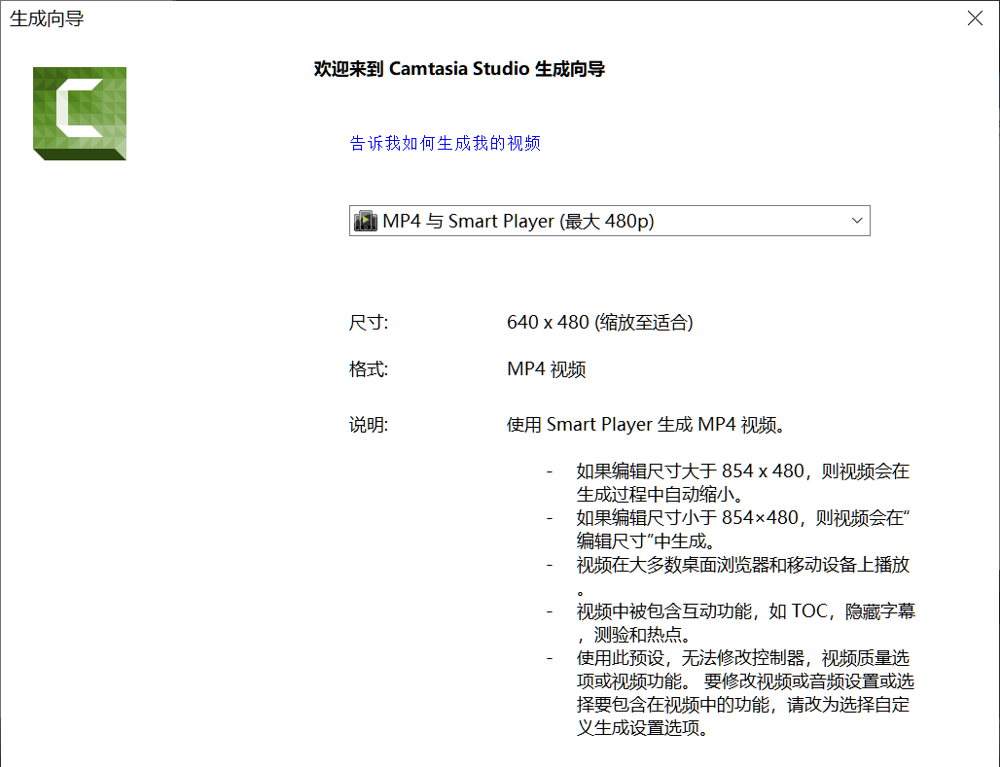 生成向导
欢迎来到 Camtasia Studio 生成向导
告诉我如何生成我的视频
MP4 与 Smart Player (最大 480p)
尺寸: 640 x 480 (缩放至适合)
格式: MP4 视频
说明: 使用 Smart Player 生成 MP4 视频。
- 如果编辑尺寸大于 854 x 480，则视频会在
生成过程中自动缩小。
- 如果编辑尺寸小于 854×480，则视频会在“
编辑尺寸”中生成。
- 视频在大多数桌面浏览器和移动设备上播放
。
- 视频中被包含互动功能，如 TOC，隐藏字幕
，测验和热点。
- 使用此预设，无法修改控制器，视频质量选
项或视频功能。 要修改视频或音频设置或选
择要包含在视频中的功能，请改为选择自定
义生成设置选项。